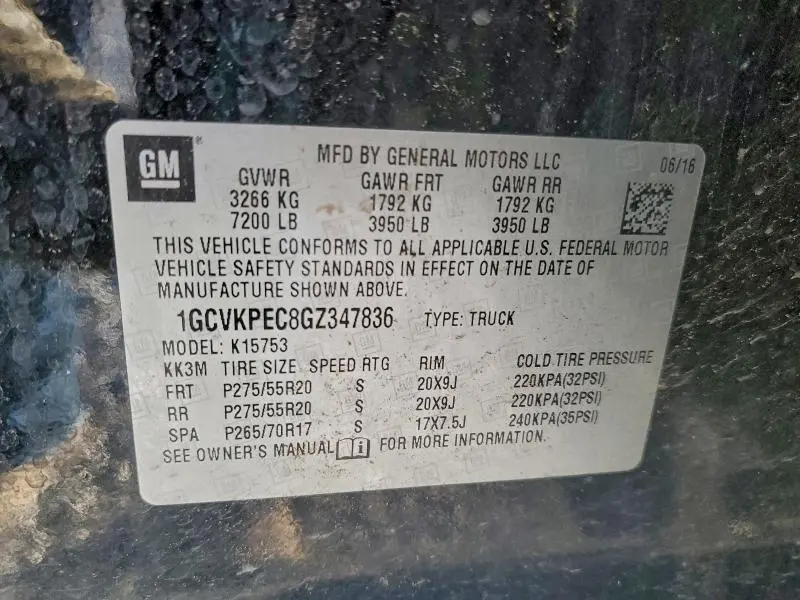 GM
MFD BY GENERAL MOTORS LLC 06/16
GVWR GAWR FRT GAWR RR
3266 KG 1792 KG 1792 KG
7200 LB 3950 LB 3950 LB
THIS VEHICLE CONFORMS TO ALL APPLICABLE U.S. FEDERAL MOTOR
VEHICLE SAFETY STANDARDS IN EFFECT ON THE DATE OF
MANUFACTURE SHOWN ABOVE.
1GCVKPEC8GZ347836 TYPE: TRUCK
MODEL: K15753
KK3M TIRE SIZE SPEED RTG RIM COLD TIRE PRESSURE
FRT P275/55R20 S 20X9J 220KPA(32PSI)
RR P275/55R20 S 20X9J 220KPA(32PSI)
SPA P265/70R17 S 17X7.5J 240KPA(35PSI)
SEE OWNER'S MANUAL i FOR MORE INFORMATION.